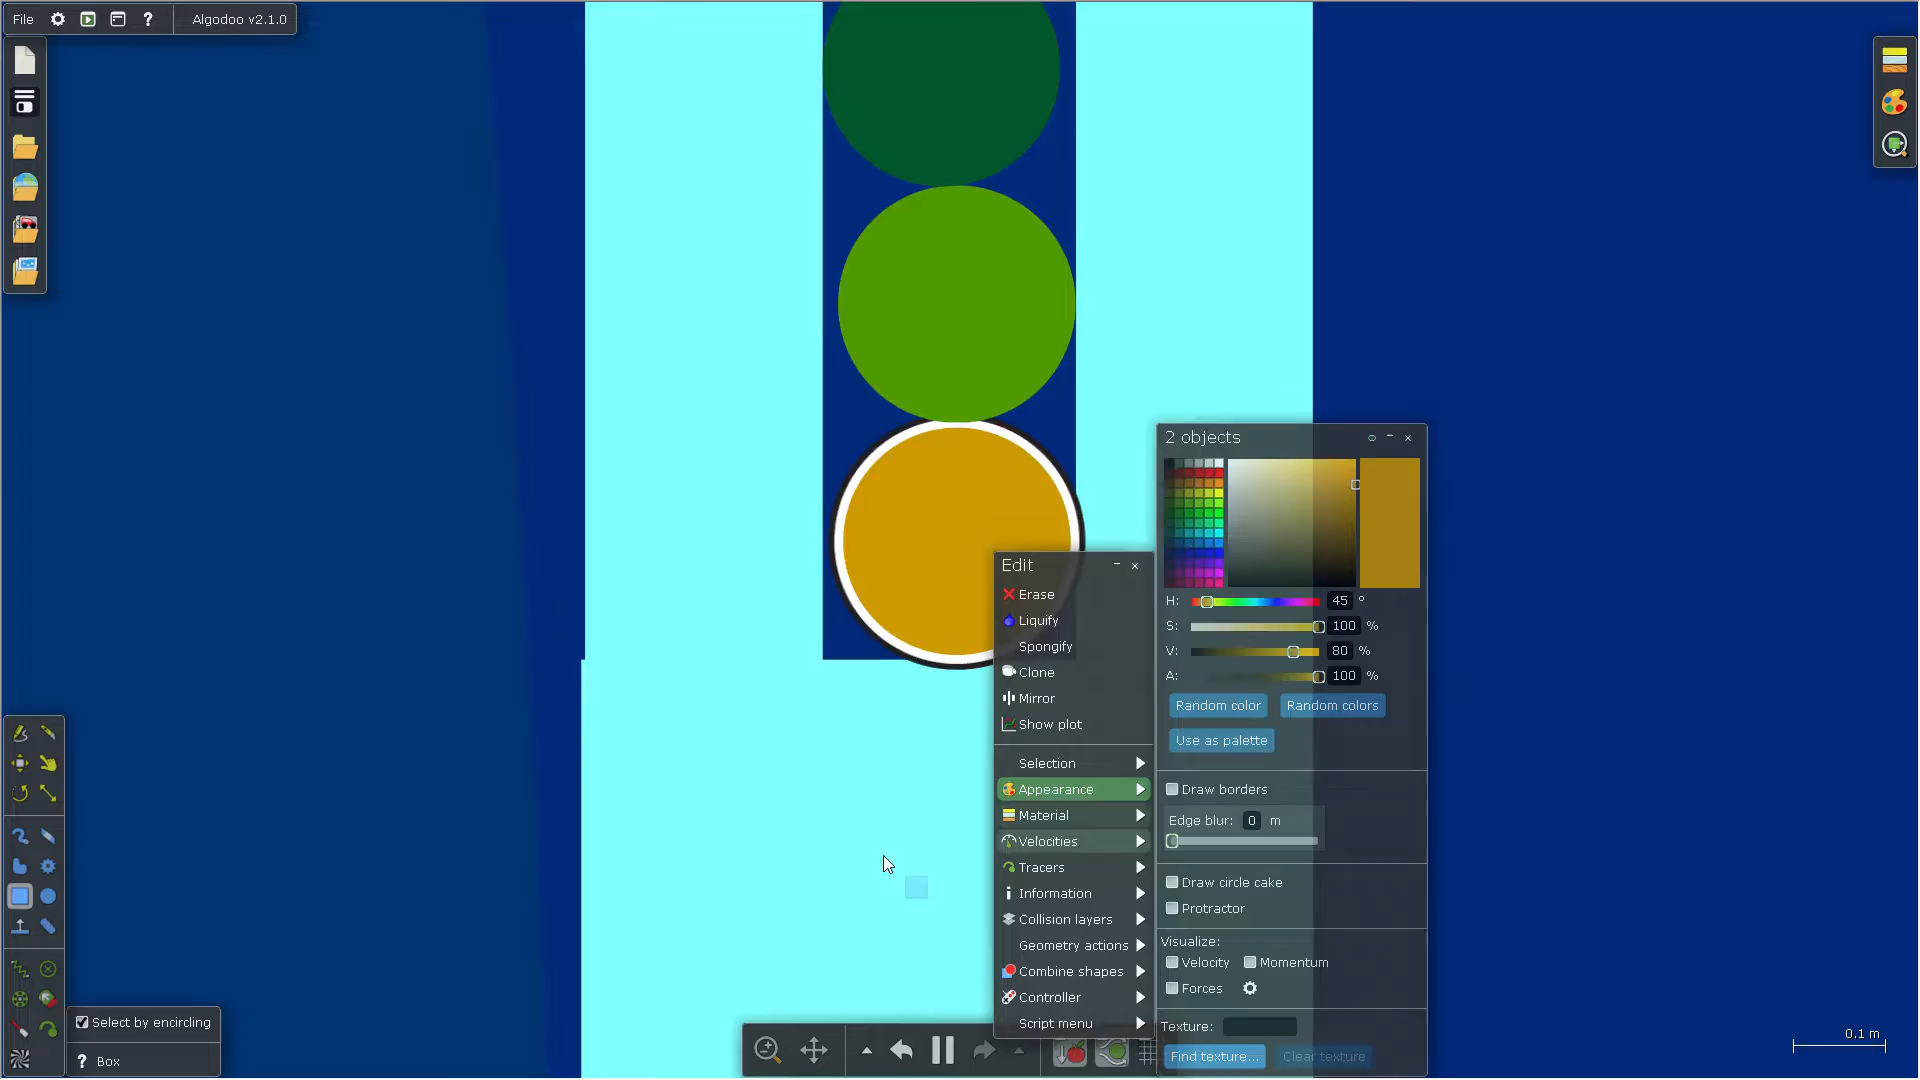 File
Algodoo v2.1.0
2 objects
H: 45 °
S: 100 %
V: 80 %
A: 100 %
Random color
Random colors
Use as palette
Draw borders
Edge blur: 0 m
Draw circle cake
Protractor
Visualize:
Velocity
Momentum
Forces
Texture:
Find texture...
Clear texture
Edit
Erase
Liquify
Spongify
Clone
Mirror
Show plot
Selection
Appearance
Material
Velocities
Tracers
Information
Collision layers
Geometry actions
Combine shapes
Controller
Script menu
Select by encircling
? Box
0.1 m